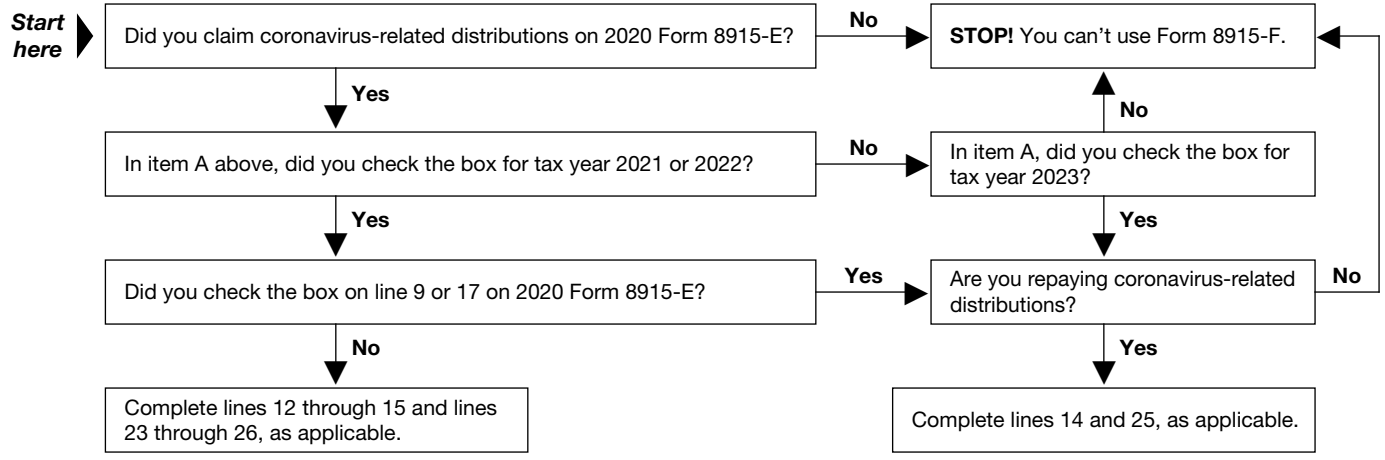 Start
here
Did you claim coronavirus-related distributions on 2020 Form 8915-E?
No
STOP! You can’t use Form 8915-F.
Yes
No
In item A above, did you check the box for tax year 2021 or 2022?
No
In item A, did you check the box for
tax year 2023?
Yes
Yes
Did you check the box on line 9 or 17 on 2020 Form 8915-E?
Yes
Are you repaying coronavirus-related
distributions?
No
No
Yes
Complete lines 12 through 15 and lines
23 through 26, as applicable.
Complete lines 14 and 25, as applicable.